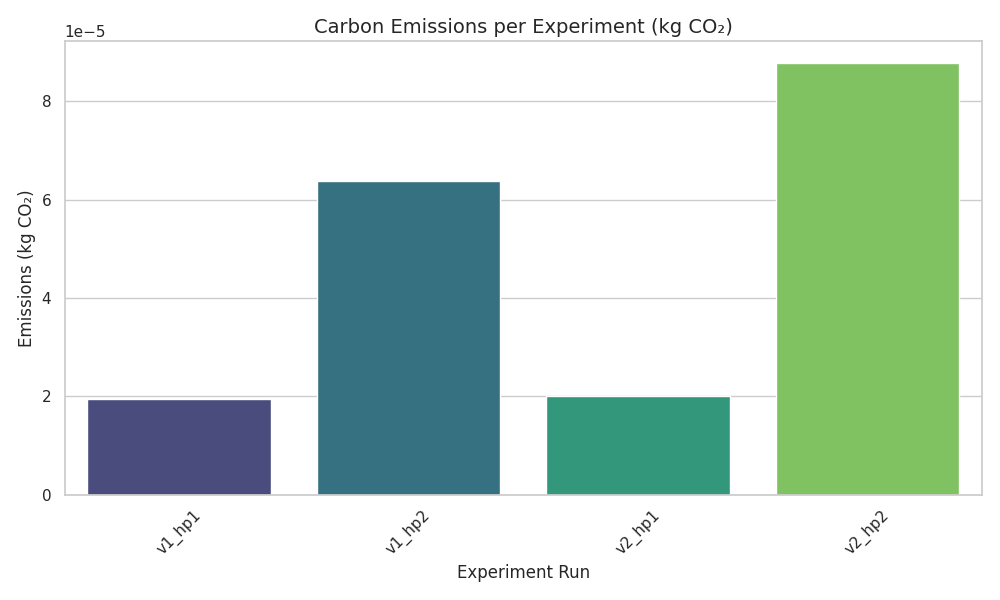 Carbon Emissions per Experiment (kg CO₂)
1e−5
8
6
4
2
0
Emissions (kg CO₂)
v1_hp1
v1_hp2
v2_hp1
v2_hp2
Experiment Run